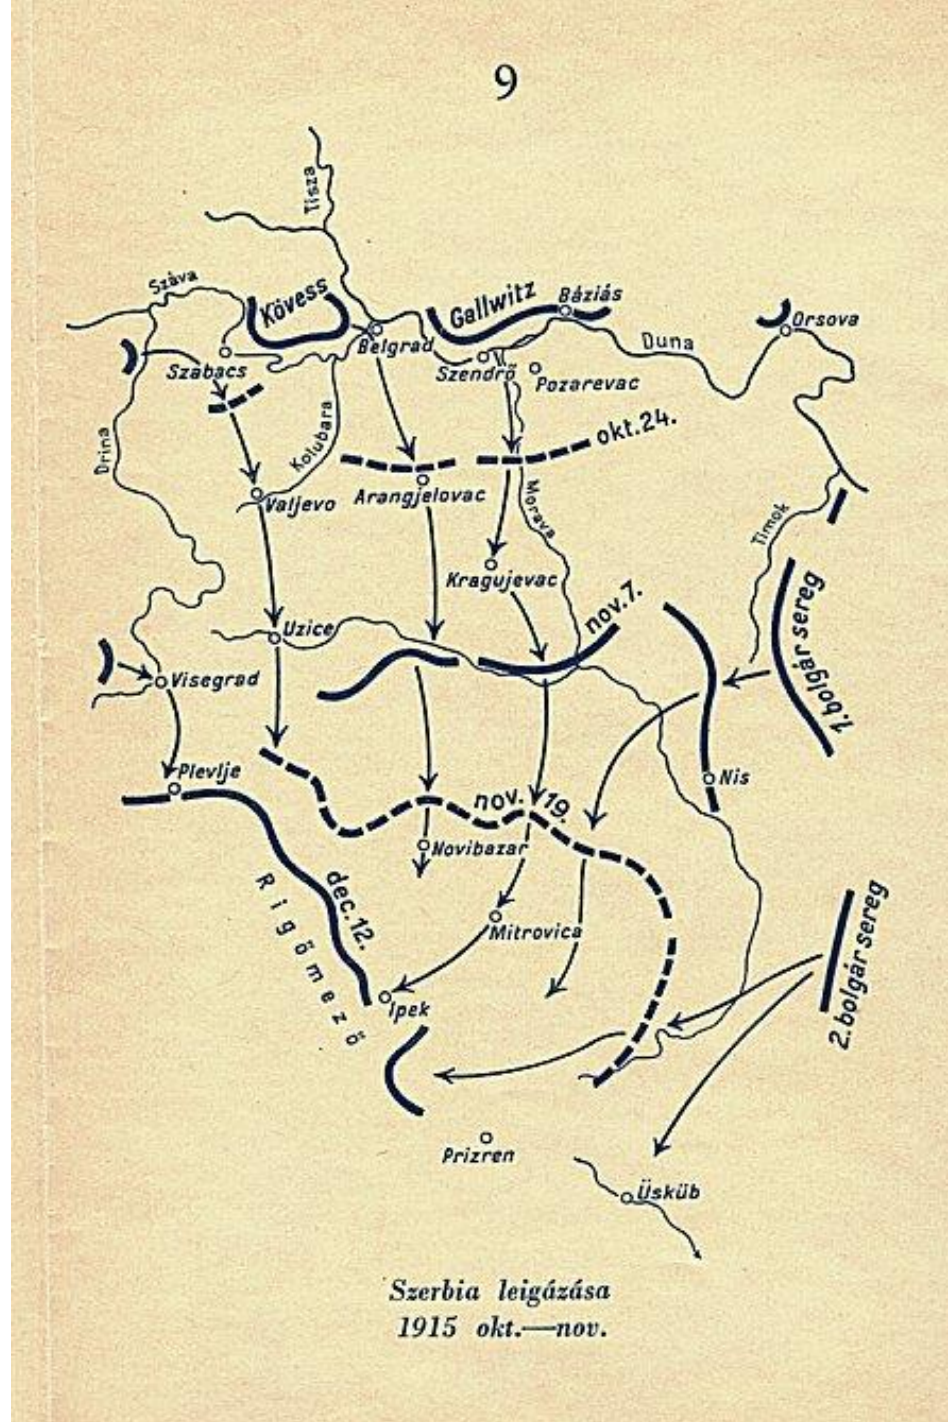 9
Tisza
Száva
Kövess
Gallwitz
Báziás
Orsova
Belgrad
Duna
Szabacs
Szendrő
Pozarevac
Drina
Kolubara
okt.24.
Valjevo
Arangjelovac
Morava
Timok
Kragujevac
nov.7.
1.bolgár sereg
Uzice
Visegrad
Plevlje
Nis
nov. 19.
Novibazar
Rigómező
dec.12.
Mitrovica
2.bolgár sereg
Ipek
Prizren
Üsküb
Szerbia leigázása
1915 okt.—nov.